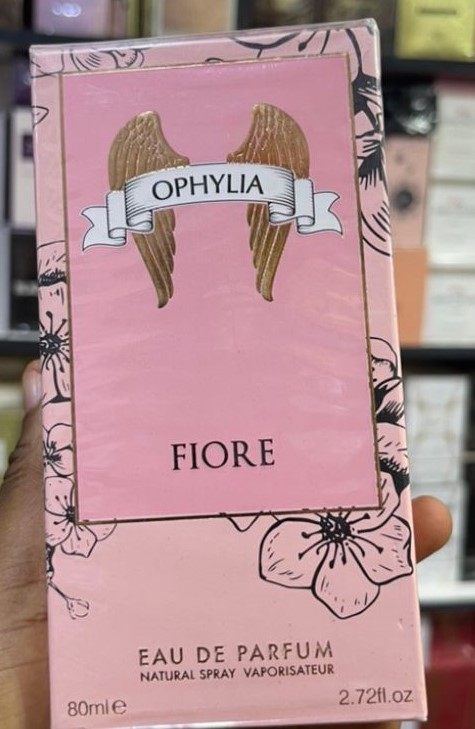 OPHYLIA
FIORE
EAU DE PARFUM
NATURAL SPRAY VAPORISATEUR
80ml e 2.72fl.oz